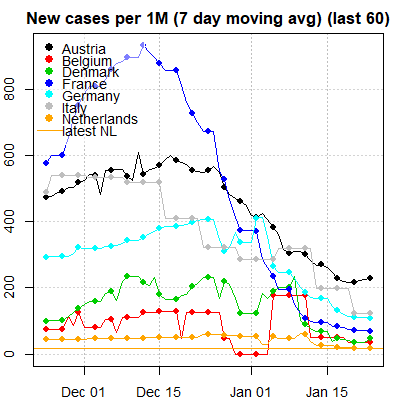 New cases per 1M (7 day moving avg) (last 60)
Austria
Belgium
Denmark
France
Germany
Italy
Netherlands
latest NL
800
600
400
200
0
Dec 01 Dec 15 Jan 01 Jan 15